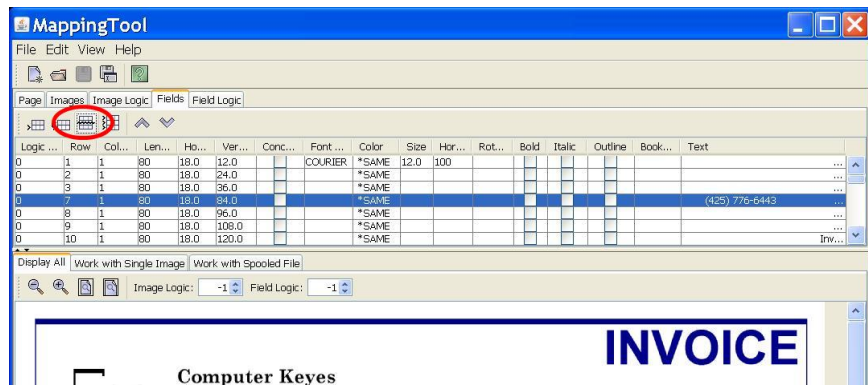 MappingTool
File Edit View Help
Page Images Image Logic Fields Field Logic
Logic ... Row Col... Len... Ho... Ver... Conc... Font ... Color Size Hor... Rot... Bold Italic Outline Book... Text
0 1 1 80 18.0 12.0 COURIER *SAME 12.0 100 ...
0 2 1 80 18.0 24.0 *SAME ...
0 3 1 80 18.0 36.0 *SAME ...
0 7 1 80 18.0 84.0 *SAME (425) 776-6443 ...
0 8 1 80 18.0 96.0 *SAME ...
0 9 1 80 18.0 108.0 *SAME ...
0 10 1 80 18.0 120.0 *SAME Inv...
Display All Work with Single Image Work with Spooled File
Image Logic: -1 Field Logic: -1
INVOICE
Computer Keyes